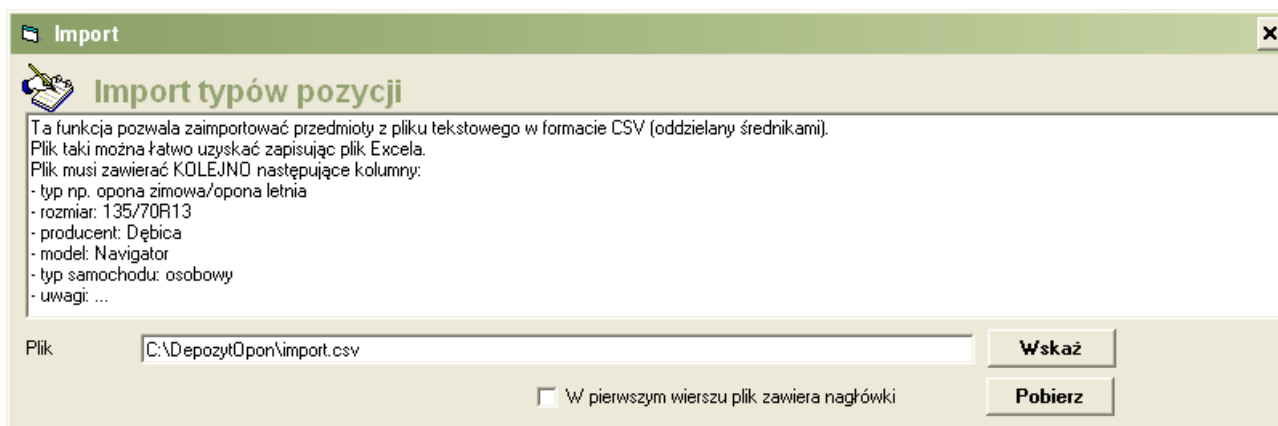 Import
Import typów pozycji
Ta funkcja pozwala zaimportować przedmioty z pliku tekstowego w formacie CSV (oddzielany średnikami).
Plik taki można łatwo uzyskać zapisując plik Excela.
Plik musi zawierać KOLEJNO następujące kolumny:
- typ np. opona zimowa/opona letnia
- rozmiar: 135/70R13
- producent: Dębica
- model: Navigator
- typ samochodu: osobowy
- uwagi: ...
Plik C:\DepozytOpon\import.csv Wskaż
W pierwszym wierszu plik zawiera nagłówki Pobierz